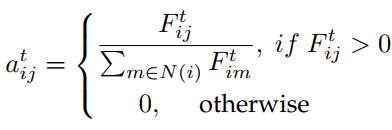 a_{ij}^{t} = \begin{cases} \frac{F_{ij}^{t}}{\sum_{m \in N(i)} F_{im}^{t}}, & if \ F_{ij}^{t} > 0 \\ 0, & \text{otherwise} \end{cases}